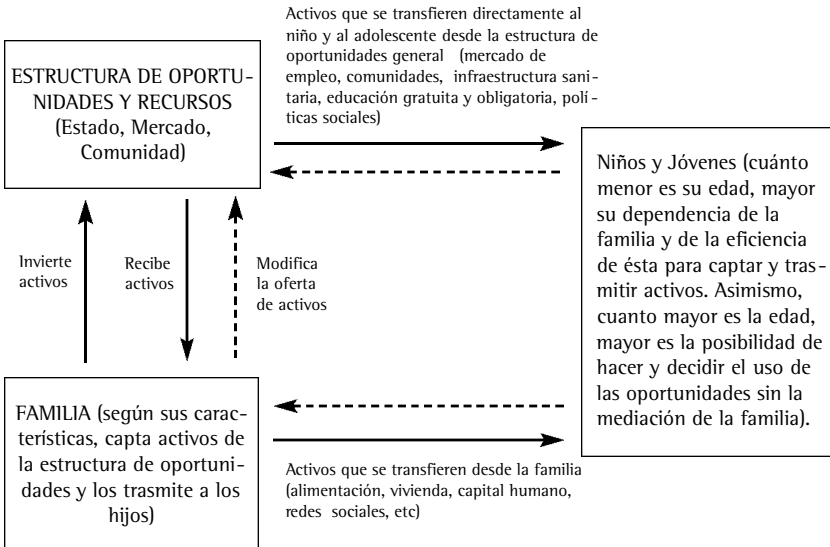 Activos que se transfieren directamente al
niño y al adolescente desde la estructura de
oportunidades general (mercado de
empleo, comunidades, infraestructura sani-
taria, educación gratuita y obligatoria, polí-
ticas sociales)
ESTRUCTURA DE OPORTU-
NIDADES Y RECURSOS
(Estado, Mercado,
Comunidad)
Niños y Jóvenes (cuánto
menor es su edad, mayor
su dependencia de la
familia y de la eficiencia
de ésta para captar y tras-
mitir activos. Asimismo,
cuanto mayor es la edad,
mayor es la posibilidad de
hacer y decidir el uso de
las oportunidades sin la
mediación de la familia).
Invierte
activos
Recibe
activos
Modifica
la oferta
de activos
FAMILIA (según sus carac-
terísticas, capta activos de
la estructura de oportuni-
dades y los trasmite a los
hijos)
Activos que se transfieren desde la familia
(alimentación, vivienda, capital humano,
redes sociales, etc)